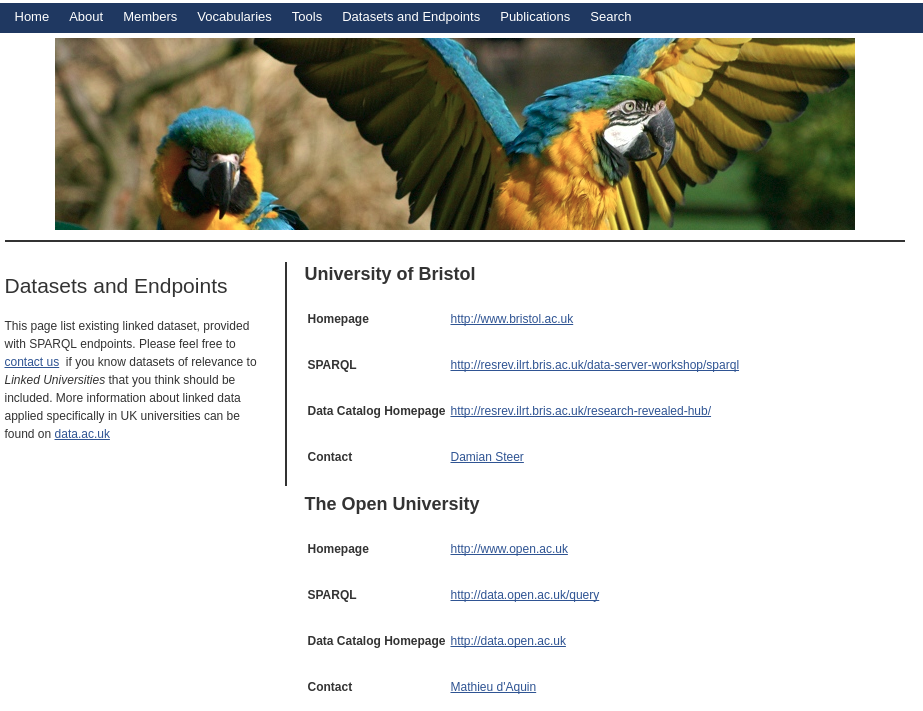 Home About Members Vocabularies Tools Datasets and Endpoints Publications Search
Datasets and Endpoints
This page list existing linked dataset, provided
with SPARQL endpoints. Please feel free to
contact us if you know datasets of relevance to
Linked Universities that you think should be
included. More information about linked data
applied specifically in UK universities can be
found on data.ac.uk
University of Bristol
Homepage http://www.bristol.ac.uk
SPARQL http://resrev.ilrt.bris.ac.uk/data-server-workshop/sparql
Data Catalog Homepage http://resrev.ilrt.bris.ac.uk/research-revealed-hub/
Contact Damian Steer
The Open University
Homepage http://www.open.ac.uk
SPARQL http://data.open.ac.uk/query
Data Catalog Homepage http://data.open.ac.uk
Contact Mathieu d'Aquin